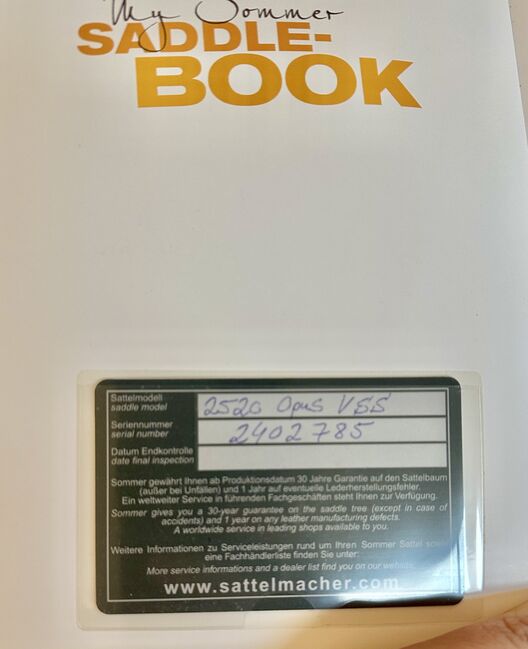 My Sommer
SADDLE-
BOOK
Sattelmodell
saddle model
2520 Opus VSS
Seriennummer
serial number
2402785
Datum Endkontrolle
date final inspection
Sommer gewährt Ihnen ab Produktionsdatum 30 Jahre Garantie auf den Sattelbaum
(außer bei Unfällen) und 1 Jahr auf eventuelle Lederherstellungsfehler.
Ein weltweiter Service in führenden Fachgeschäften steht Ihnen zur Verfügung.
Sommer gives you a 30-year guarantee on the saddle tree (except in case of
accidents) and 1 year on any leather manufacturing defects.
A worldwide service in leading shops available to you.
Weitere Informationen zu Serviceleistungen rund um Ihren Sommer Sattel sowie
eine Fachhändlerliste finden Sie unter:
More service informations and a dealer list find you on our website
www.sattelmacher.com